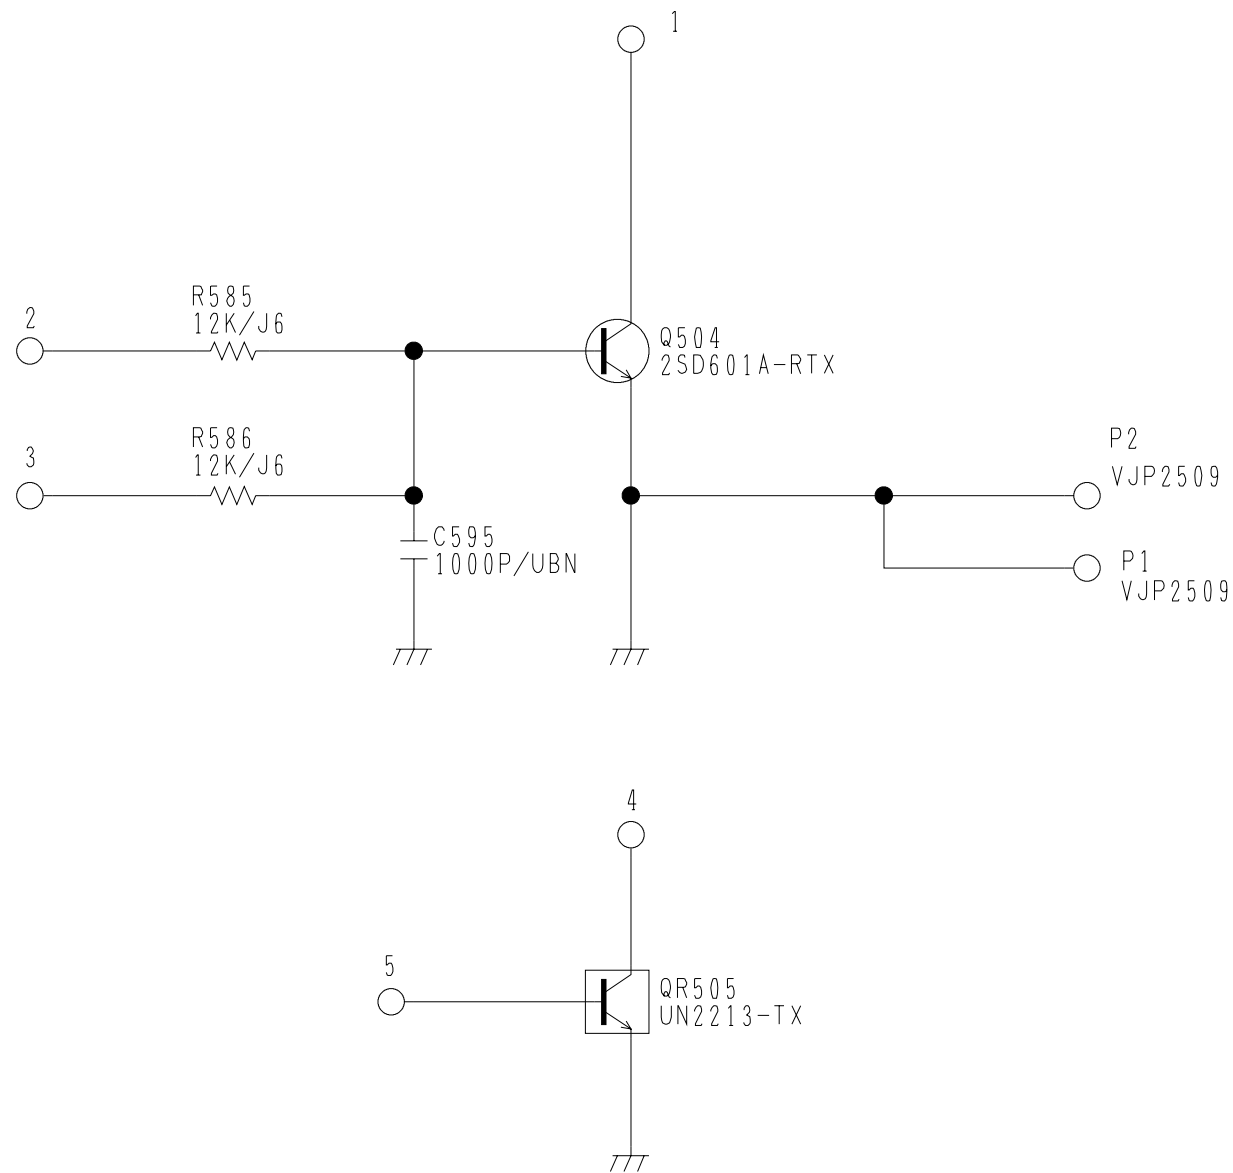 1
R585
12K/J6
2
Q504
2SD601A-RTX
R586
12K/J6
3
P2
VJP2509
C595
1000P/UBN
P1
VJP2509
4
5
QR505
UN2213-TX